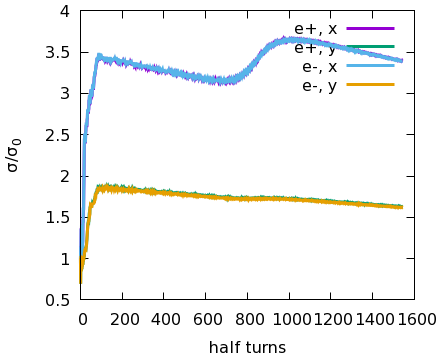 4
3.5
3
2.5
2
1.5
1
0.5
σ/σ0
e+, x
e+, y
e-, x
e-, y
0 200 400 600 800 1000 1200 1400 1600
half turns